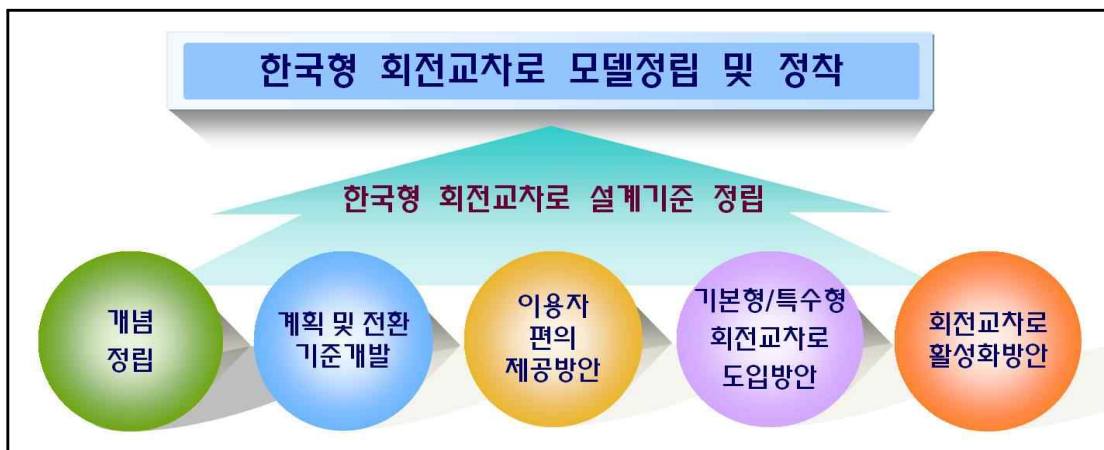 한국형 회전교차로 모델정립 및 정착
한국형 회전교차로 설계기준 정립
개념
정립
계획 및 전환
기준개발
이용자
편의
제공방안
기본형/특수형
회전교차로
도입방안
회전교차로
활성화방안